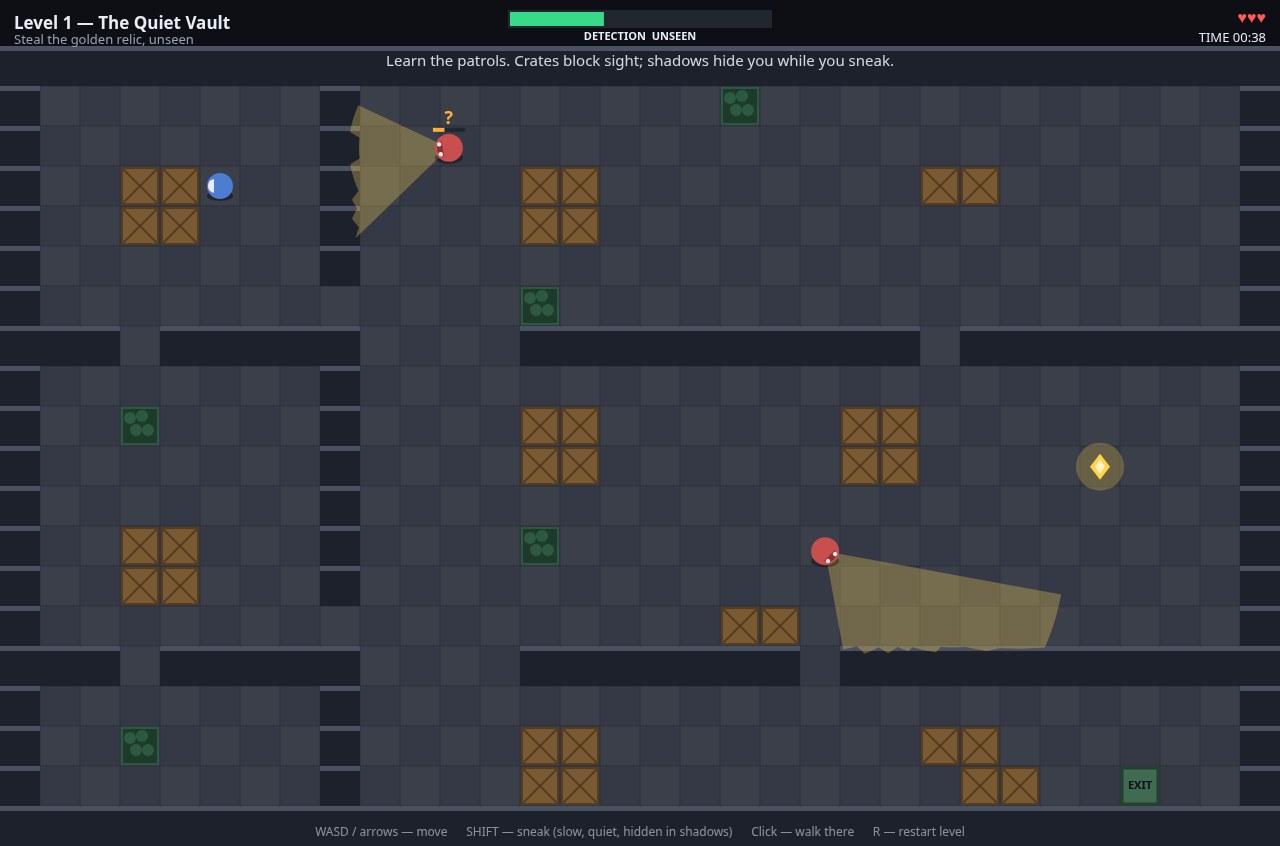 Level 1 — The Quiet Vault
Steal the golden relic, unseen
DETECTION UNSEEN
♥♥♥
TIME 00:38
Learn the patrols. Crates block sight; shadows hide you while you sneak.
?
EXIT
WASD / arrows — move SHIFT — sneak (slow, quiet, hidden in shadows) Click — walk there R — restart level